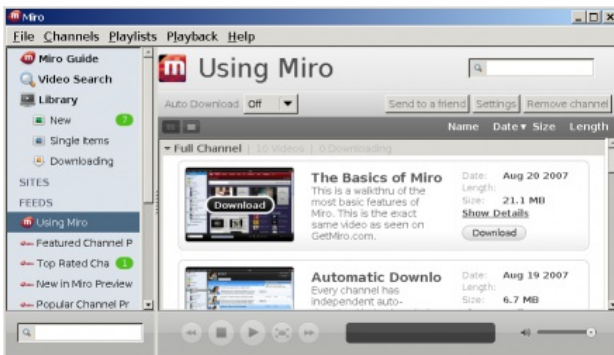 Miro
File Channels Playlists Playback Help
Miro Guide
Video Search
Library
New 7
Single Items
Downloading
SITES
FEEDS
Using Miro
Featured Channel P
Top Rated Cha 1
New in Miro Preview
Popular Channel Pr
m Using Miro
Auto Download Off Send to a friend Settings Remove channel
Name Date Size Length
Full Channel | 10 Videos | 0 Downloading
Download
The Basics of Miro
This is a walkthru of the
most basic features of
Miro. This is the exact
same video as seen on
GetMiro.com.
Date: Aug 20 2007
Length:
Size: 21.1 MB
Show Details
Download
Automatic Downlo
Every channel has
independent auto-
Date: Aug 19 2007
Length:
Size: 6.7 MB